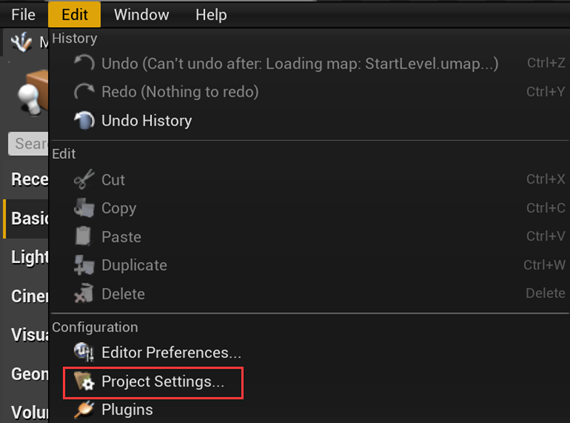 File Edit Window Help
M
History
Undo (Can't undo after: Loading map: StartLevel.umap...) Ctrl+Z
Redo (Nothing to redo) Ctrl+Y
Undo History
Sear
Edit
Rece
Cut Ctrl+X
Copy Ctrl+C
Basic
Paste Ctrl+V
Light
Duplicate Ctrl+W
Cinem
Delete Delete
Configuration
Visua
Editor Preferences...
Geon
Project Settings...
Volum
Plugins